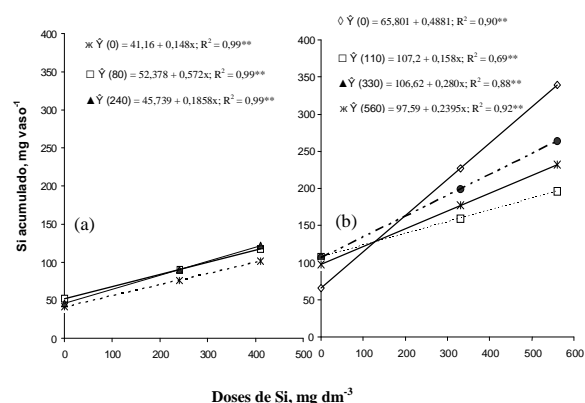 Ŷ (0) = 41,16 + 0,148x; R² = 0,99**
Ŷ (80) = 52,378 + 0,572x; R² = 0,99**
Ŷ (240) = 45,739 + 0,1858x; R² = 0,99**
Ŷ (0) = 65,801 + 0,4881; R² = 0,90**
Ŷ (110) = 107,2 + 0,158x; R² = 0,69**
Ŷ (330) = 106,62 + 0,280x; R² = 0,88**
Ŷ (560) = 97,59 + 0,2395x; R² = 0,92**
Si acumulado, mg vaso⁻¹
400
350
300
250
200
150
100
50
0
(a)
0 100 200 300 400 500
400
350
300
250
200
150
100
50
0
(b)
0 100 200 300 400 500 600
Doses de Si, mg dm⁻³